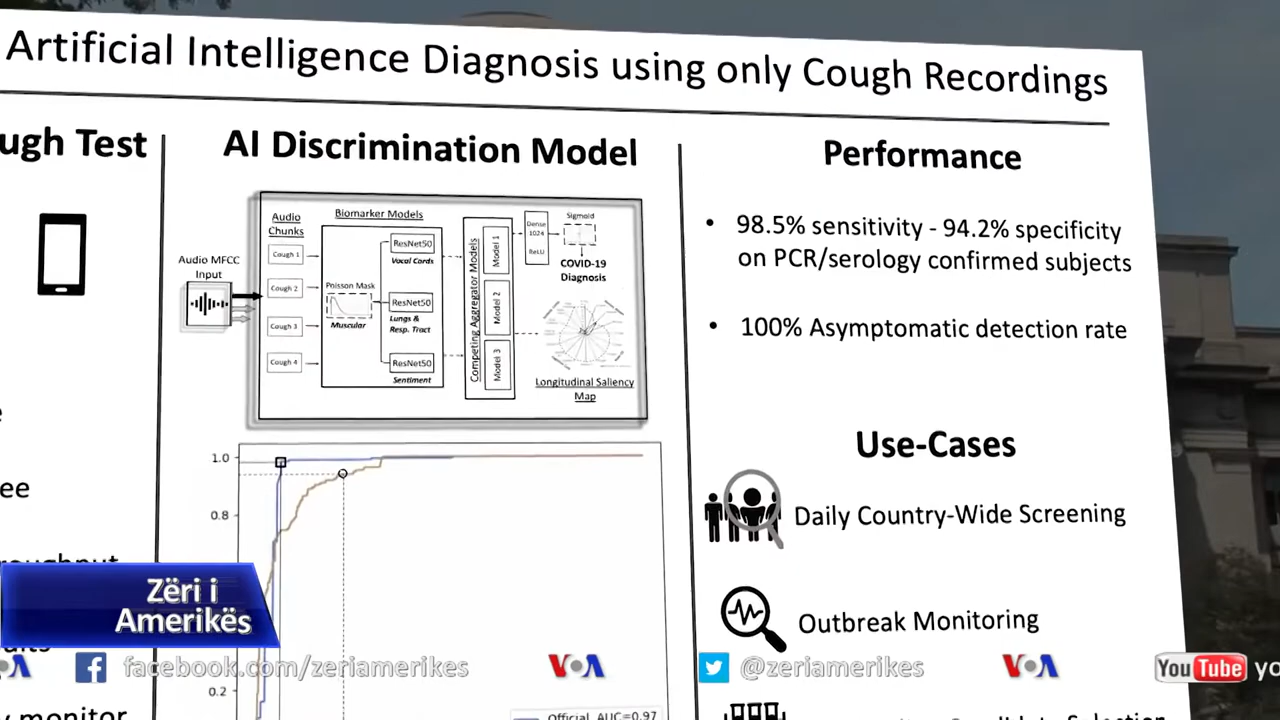 Artificial Intelligence Diagnosis using only Cough Recordings
ugh Test
AI Discrimination Model
Performance
Audio MFCC
Input
Audio
Chunks
Cough 1
Cough 2
Cough 3
Cough 4
Biomarker Models
Poisson Mask
Muscular
ResNet50
Vocal Cords
ResNet50
Lungs &
Resp. Tract
ResNet50
Sentiment
Competing Aggregator Models
Model 1
Model 2
Model 3
Dense
1024
ReLU
Sigmoid
COVID-19
Diagnosis
Longitudinal Saliency
Map
• 98.5% sensitivity - 94.2% specificity
on PCR/serology confirmed subjects
• 100% Asymptomatic detection rate
Use-Cases
Daily Country-Wide Screening
Outbreak Monitoring
ee
1.0
0.8
0.2
Official, AUC=0.97
y monitor
Zëri i
Amerikës
OA
facebook.com/zeriamerikes
VOA
@zeriamerikes
VOA
YouTube
yo